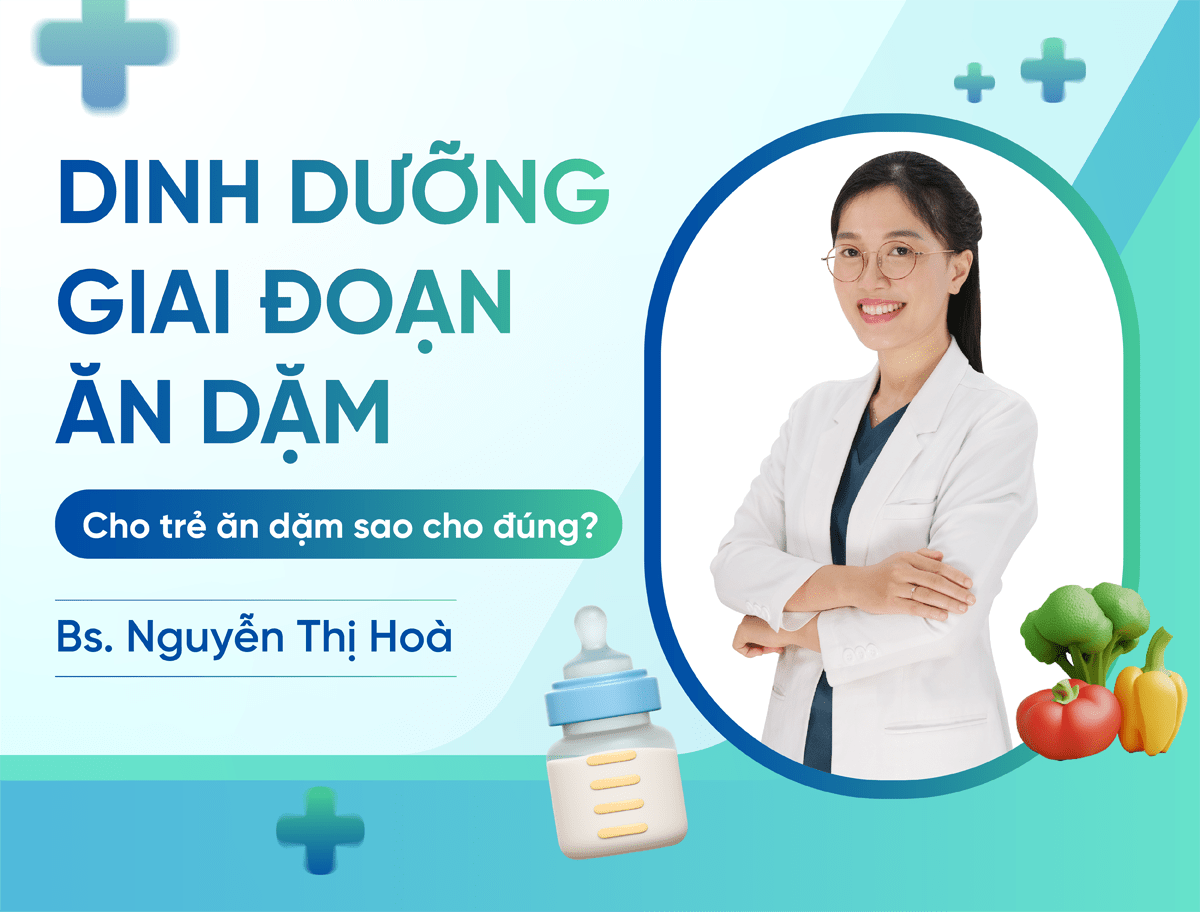 DINH DƯỠNG
GIAI ĐOẠN
ĂN DẶM
Cho trẻ ăn dặm sao cho đúng?
Bs. Nguyễn Thị Hoà